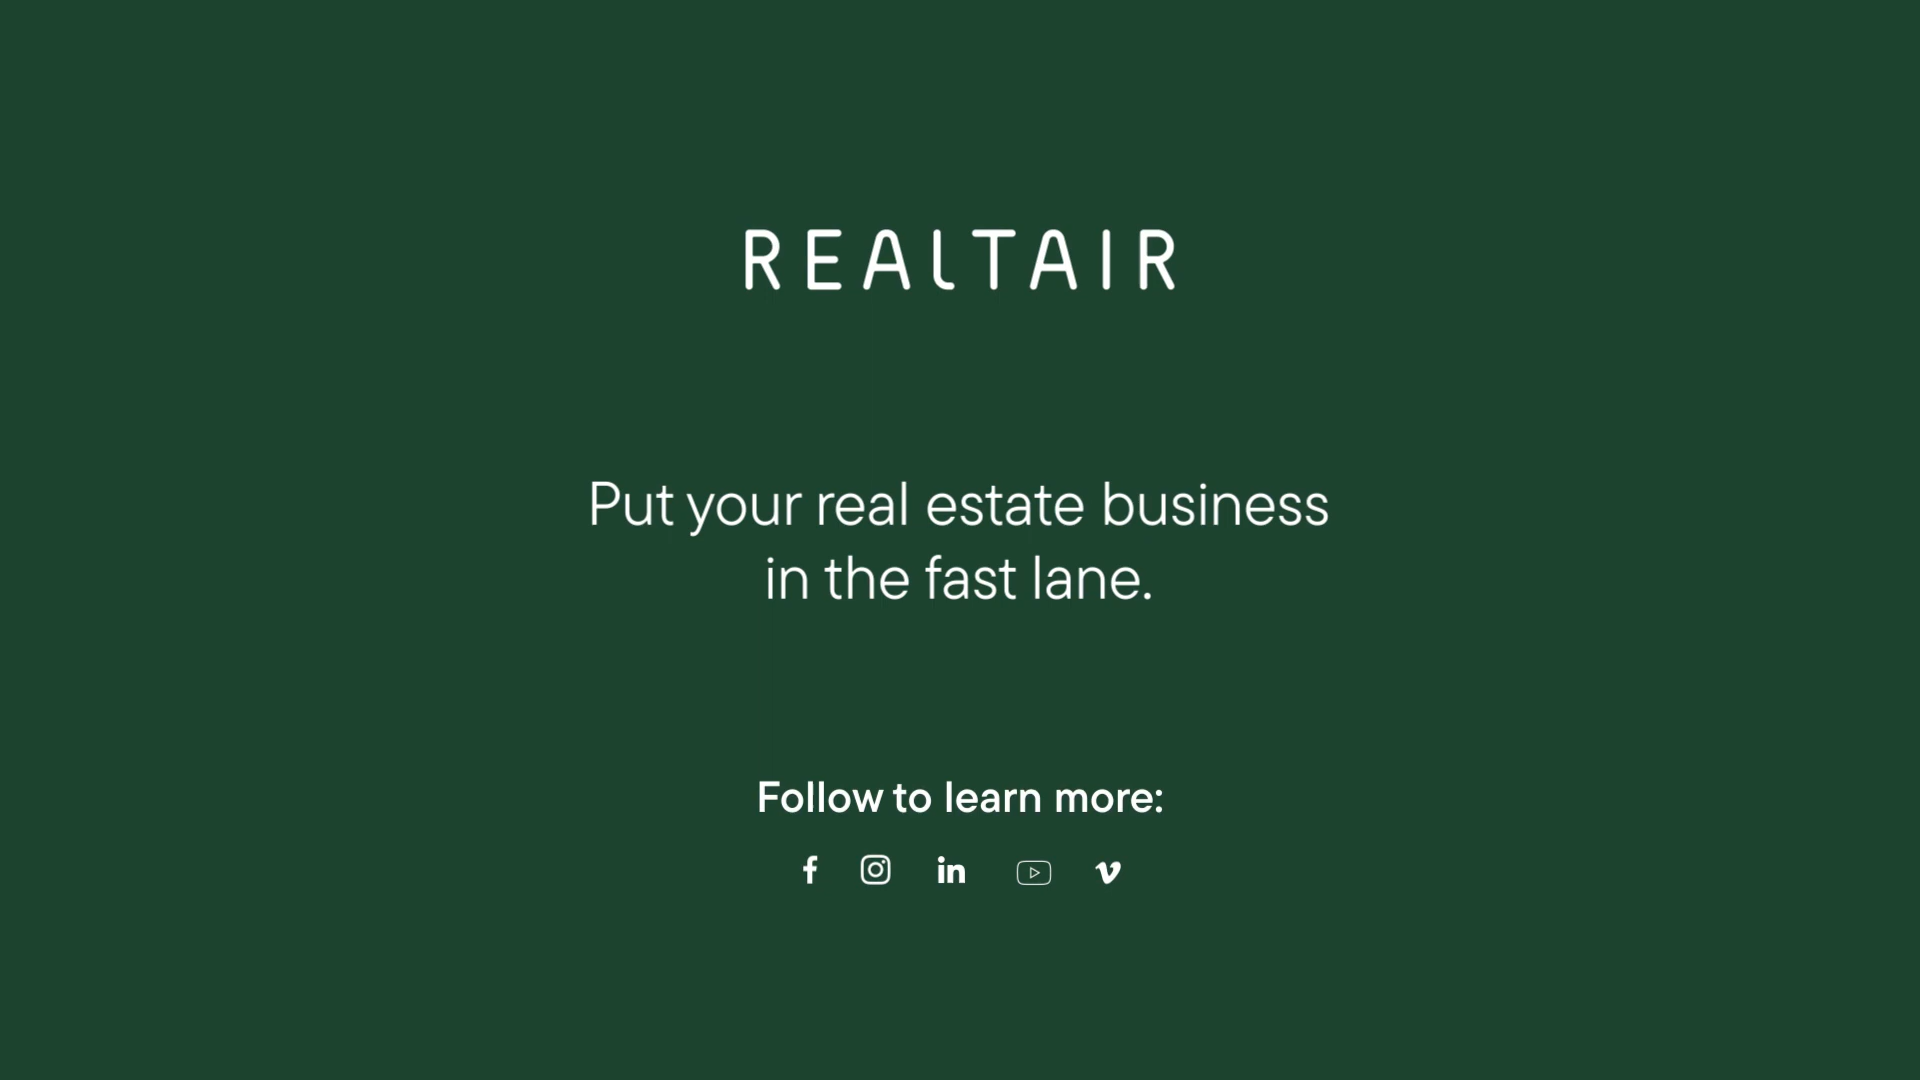 REALTAIR
Put your real estate business
in the fast lane.
Follow to learn more: